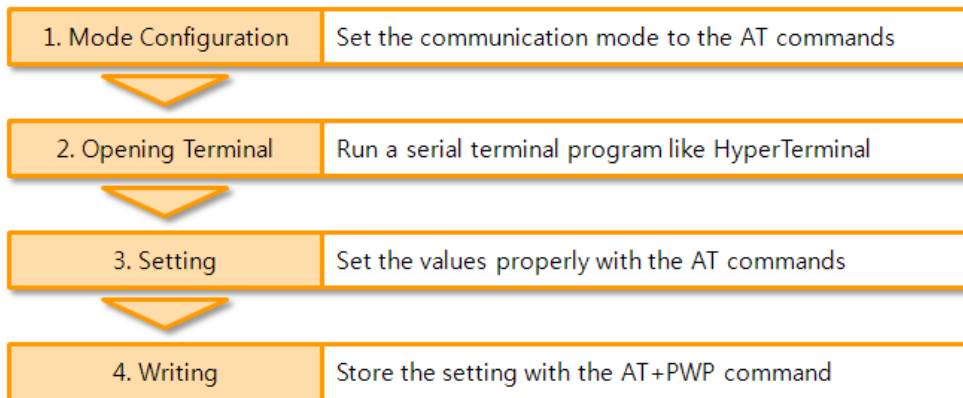 1. Mode Configuration Set the communication mode to the AT commands
2. Opening Terminal Run a serial terminal program like HyperTerminal
3. Setting Set the values properly with the AT commands
4. Writing Store the setting with the AT+PWP command